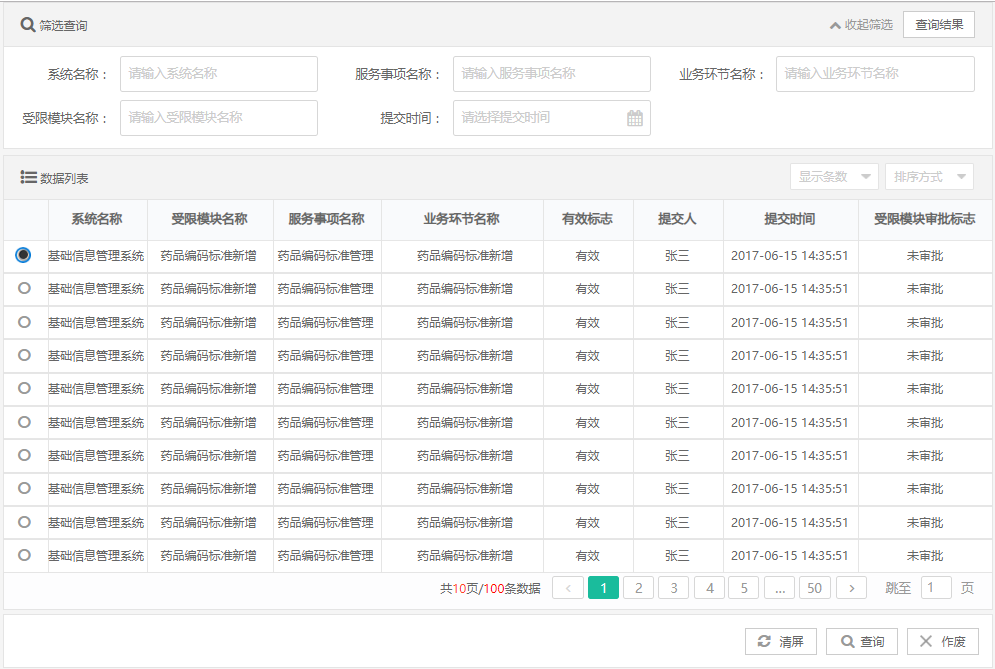 筛选查询 收起筛选 查询结果
系统名称： 请输入系统名称 服务事项名称： 请输入服务事项名称 业务环节名称： 请输入业务环节名称
受限模块名称： 请输入受限模块名称 提交时间： 请选择提交时间
数据列表 显示条数 排序方式
系统名称 受限模块名称 服务事项名称 业务环节名称 有效标志 提交人 提交时间 受限模块审批标志
基础信息管理系统 药品编码标准新增 药品编码标准管理 药品编码标准新增 有效 张三 2017-06-15 14:35:51 未审批
基础信息管理系统 药品编码标准新增 药品编码标准管理 药品编码标准新增 有效 张三 2017-06-15 14:35:51 未审批
基础信息管理系统 药品编码标准新增 药品编码标准管理 药品编码标准新增 有效 张三 2017-06-15 14:35:51 未审批
基础信息管理系统 药品编码标准新增 药品编码标准管理 药品编码标准新增 有效 张三 2017-06-15 14:35:51 未审批
基础信息管理系统 药品编码标准新增 药品编码标准管理 药品编码标准新增 有效 张三 2017-06-15 14:35:51 未审批
基础信息管理系统 药品编码标准新增 药品编码标准管理 药品编码标准新增 有效 张三 2017-06-15 14:35:51 未审批
基础信息管理系统 药品编码标准新增 药品编码标准管理 药品编码标准新增 有效 张三 2017-06-15 14:35:51 未审批
基础信息管理系统 药品编码标准新增 药品编码标准管理 药品编码标准新增 有效 张三 2017-06-15 14:35:51 未审批
基础信息管理系统 药品编码标准新增 药品编码标准管理 药品编码标准新增 有效 张三 2017-06-15 14:35:51 未审批
基础信息管理系统 药品编码标准新增 药品编码标准管理 药品编码标准新增 有效 张三 2017-06-15 14:35:51 未审批
共10页/100条数据 < 1 2 3 4 5 ... 50 > 跳至 1 页
清屏 查询 作废